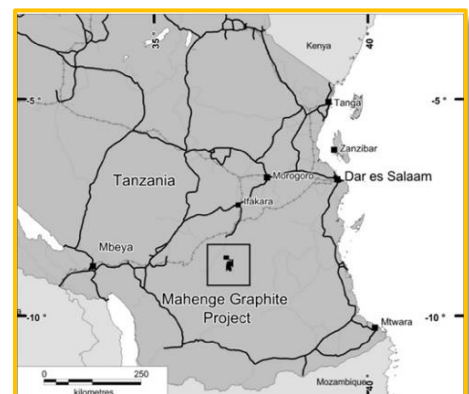 35°
40°
Kenya
-5°
-5°
Tanga
Zanzibar
Tanzania
Morogoro
Dar es Salaam
Ifakara
Mbeya
Mahenge Graphite
Project
Mtwara
-10°
-10°
0
250
kilometres
Mozambique
40°